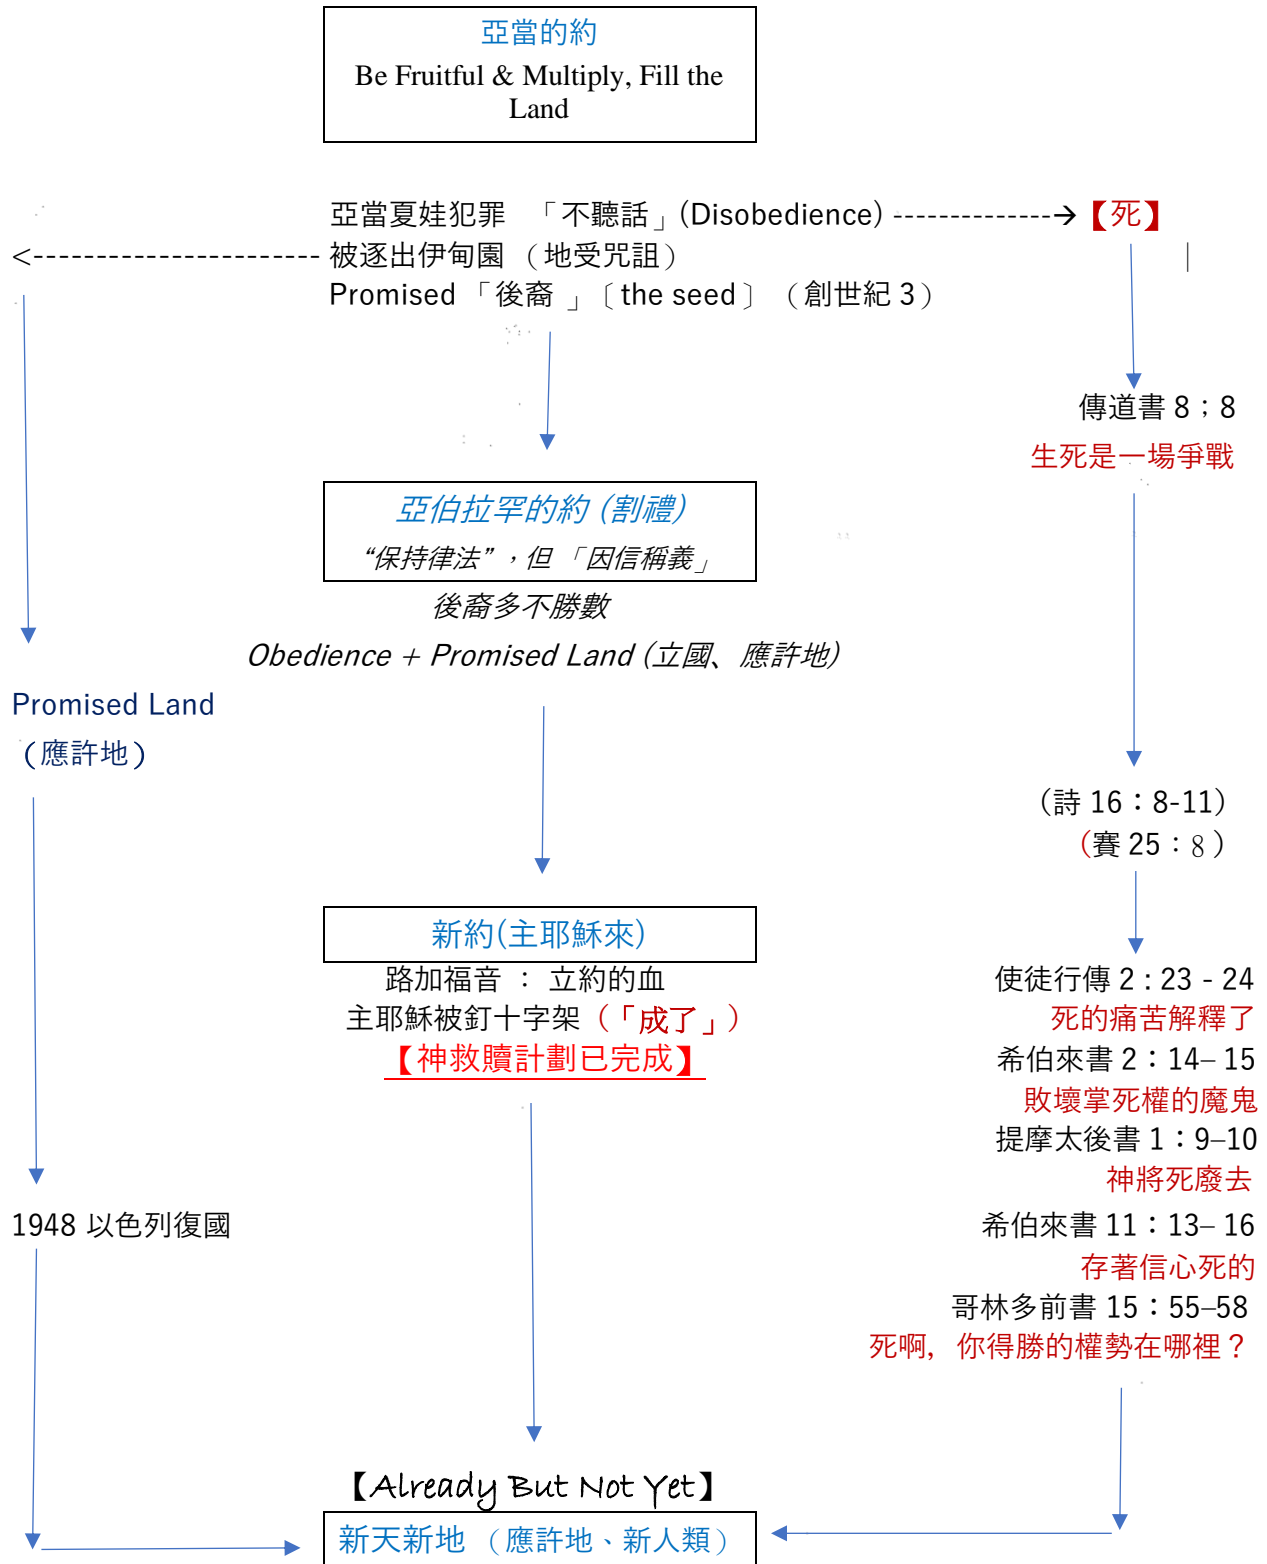 亞當的約
Be Fruitful & Multiply, Fill the
Land
亞當夏娃犯罪 「不聽話」(Disobedience) -------------→【死】
<----------------------- 被逐出伊甸園 （地受咒詛）
Promised 「後裔 」〔 the seed 〕 （創世紀 3）
傳道書 8；8
生死是一場爭戰
亞伯拉罕的約 (割禮)
“保持律法”，但 「因信稱義」
後裔多不勝數
Obedience + Promised Land (立國、應許地)
Promised Land
（應許地）
（詩 16：8-11）
（賽 25：8）
新約(主耶穌來)
路加福音 ： 立約的血
主耶穌被釘十字架（「成了」）
【神救贖計劃已完成】
使徒行傳 2 : 23 - 24
死的痛苦解釋了
希伯來書 2：14– 15
敗壞掌死權的魔鬼
提摩太後書 1：9–10
神將死廢去
1948 以色列復國
希伯來書 11：13– 16
存著信心死的
哥林多前書 15：55–58
死啊, 你得勝的權勢在哪裡？
【Already But Not Yet】
新天新地 （應許地、新人類）